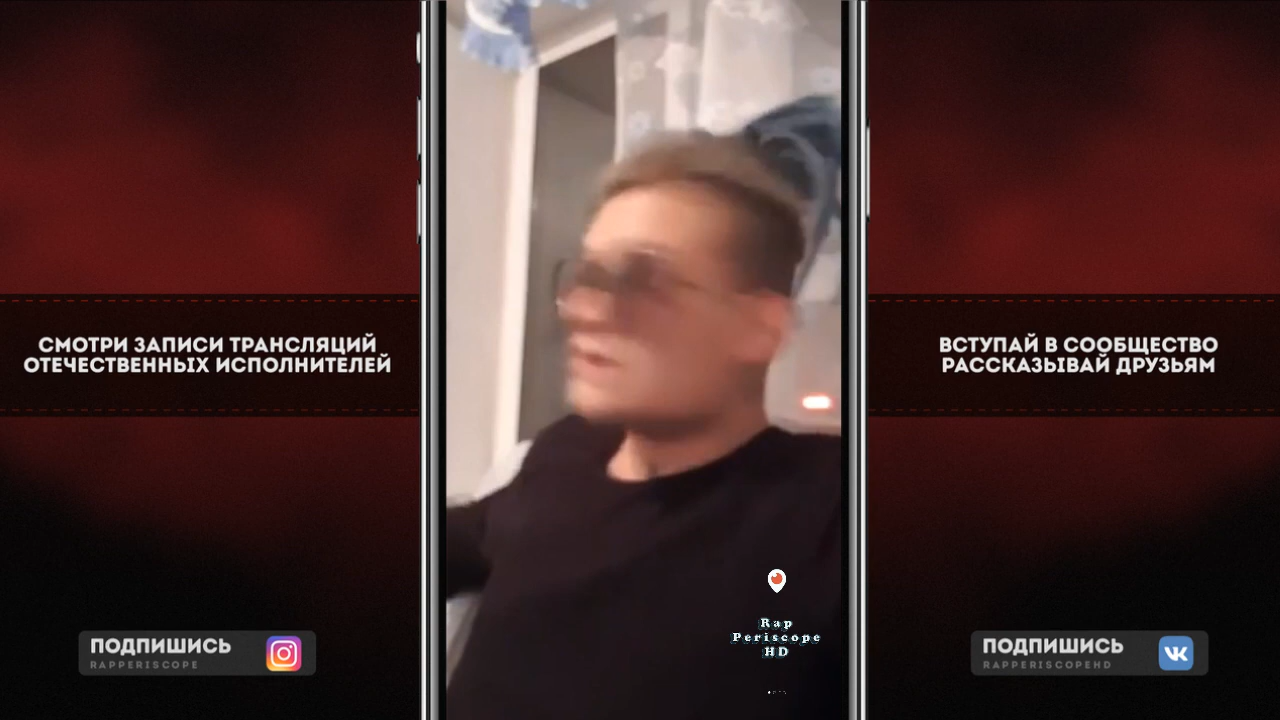 СМОТРИ ЗАПИСИ ТРАНСЛЯЦИЙ
ОТЕЧЕСТВЕННЫХ ИСПОЛНИТЕЛЕЙ
ВСТУПАЙ В СООБЩЕСТВО
РАССКАЗЫВАЙ ДРУЗЬЯМ
Rap
Periscope
HD
ПОДПИШИСЬ
RAPPERISCOPE
ПОДПИШИСЬ
RAPPERISCOPEHD